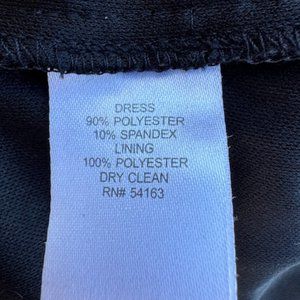 DRESS
90% POLYESTER
10% SPANDEX
LINING
100% POLYESTER
DRY CLEAN
RN# 54163